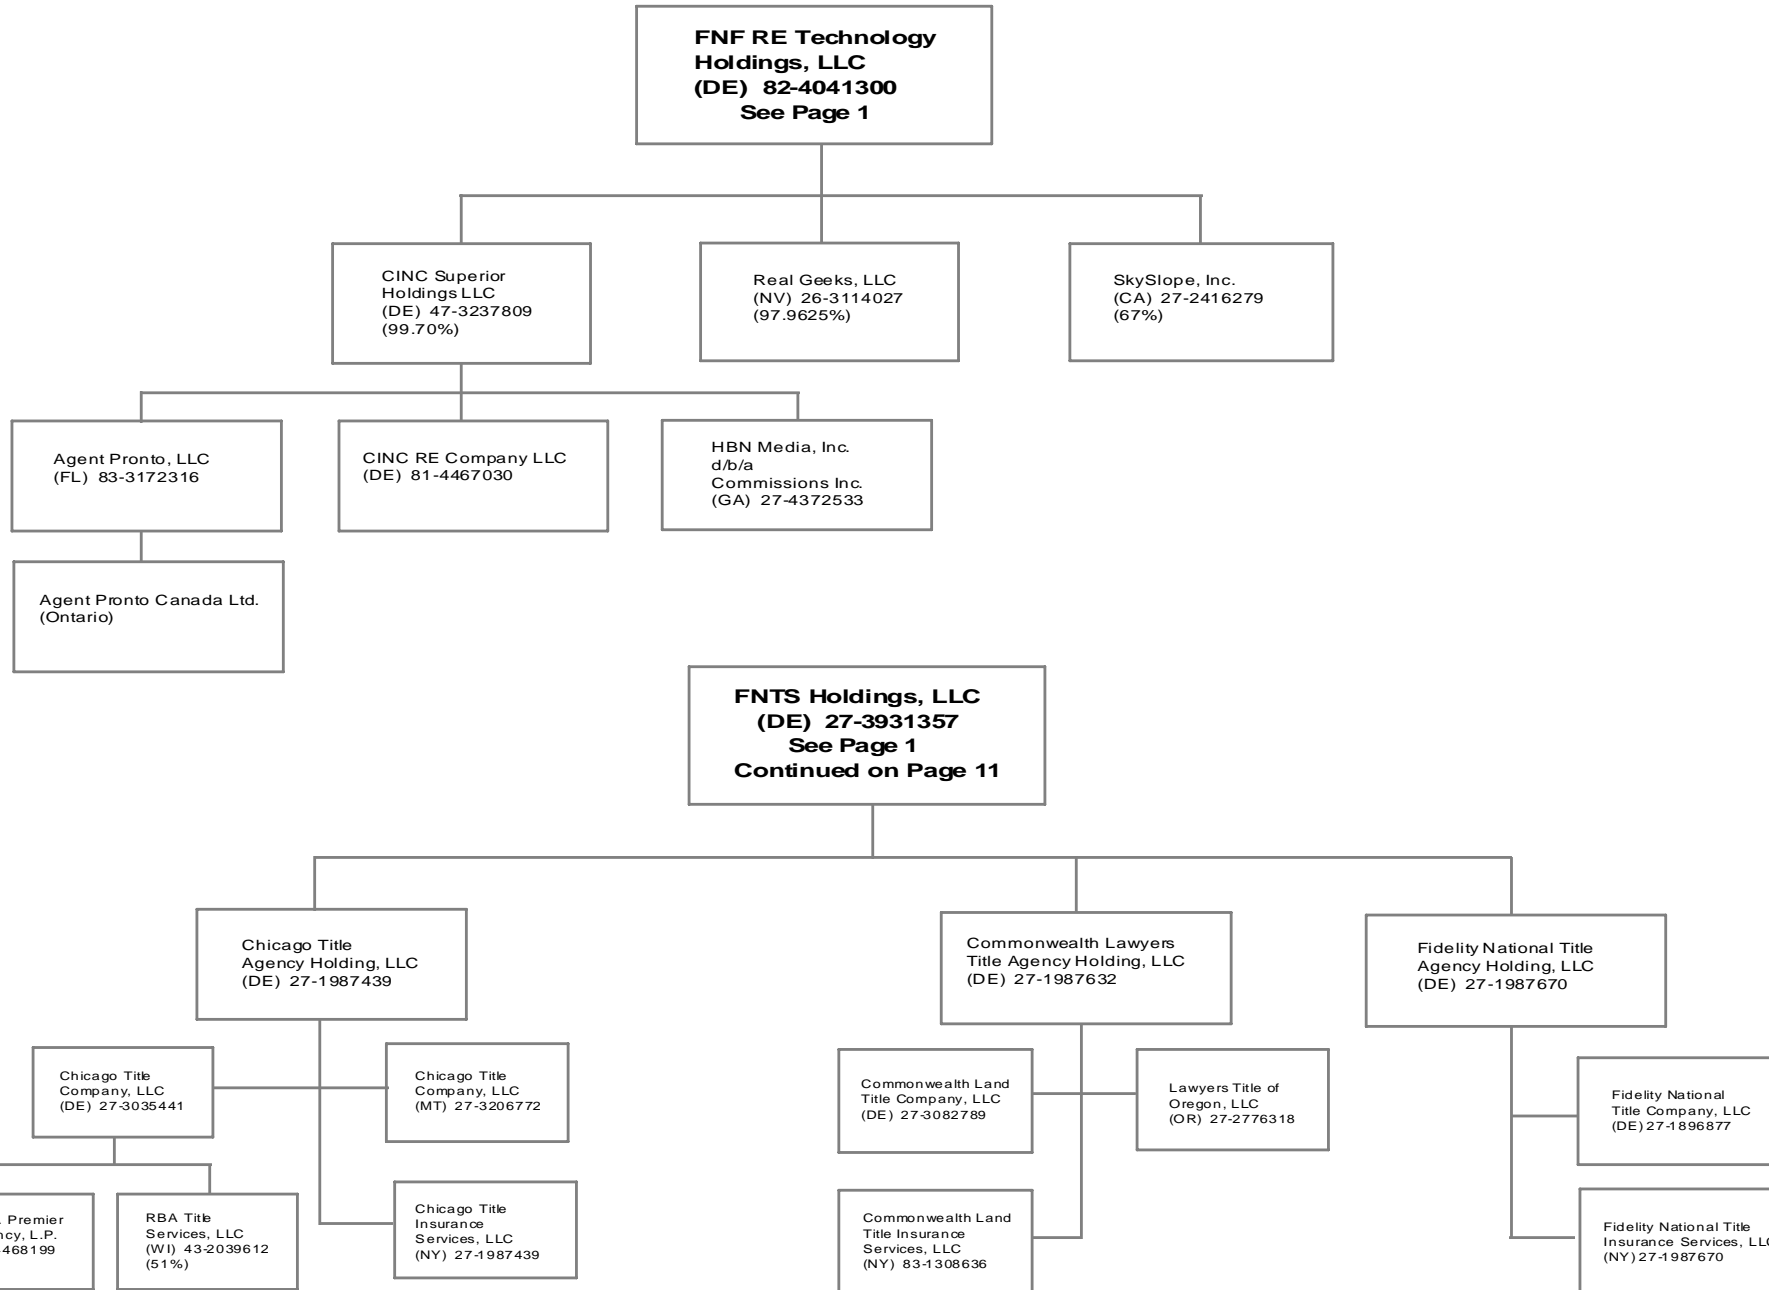 FNF RE Technology
Holdings, LLC
(DE) 82-4041300
See Page 1
CINC Superior
Holdings LLC
(DE) 47-3237809
(99.70%)
Real Geeks, LLC
(NV) 26-3114027
(97.9625%)
SkySlope, Inc.
(CA) 27-2416279
(67%)
Agent Pronto, LLC
(FL) 83-3172316
CINC RE Company LLC
(DE) 81-4467030
HBN Media, Inc.
d/b/a
Commissions Inc.
(GA) 27-4372533
Agent Pronto Canada Ltd.
(Ontario)
FNTS Holdings, LLC
(DE) 27-3931357
See Page 1
Continued on Page 11
Chicago Title
Agency Holding, LLC
(DE) 27-1987439
Commonwealth Lawyers
Title Agency Holding, LLC
(DE) 27-1987632
Fidelity National Title
Agency Holding, LLC
(DE) 27-1987670
Chicago Title
Company, LLC
(DE) 27-3035441
Chicago Title
Company, LLC
(MT) 27-3206772
Commonwealth Land
Title Company, LLC
(DE) 27-3082789
Lawyers Title of
Oregon, LLC
(OR) 27-2776318
Fidelity National
Title Company, LLC
(DE) 27-1896877
Premier
L.P.
RBA Title
Services, LLC
(WI) 43-2039612
(51%)
Chicago Title
Insurance
Services, LLC
(NY) 27-1987439
Commonwealth Land
Title Insurance
Services, LLC
(NY) 83-1308636
Fidelity National Title
Insurance Services, LLC
(NY) 27-1987670